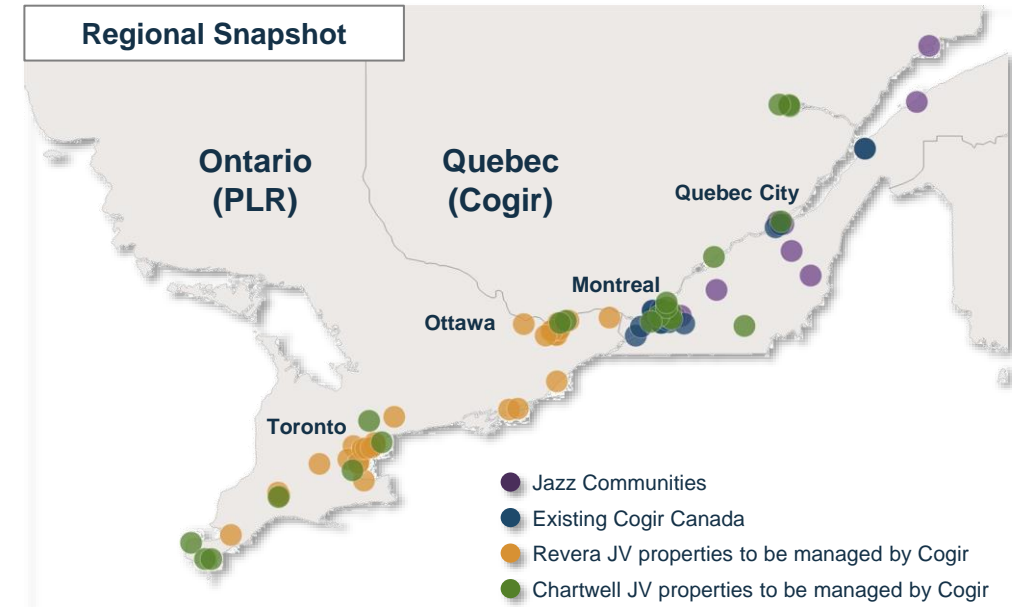 Regional Snapshot
Ontario
(PLR)
Quebec
(Cogir)
Quebec City
Montreal
Ottawa
Toronto
Jazz Communities
Existing Cogir Canada
Revera JV properties to be managed by Cogir
Chartwell JV properties to be managed by Cogir